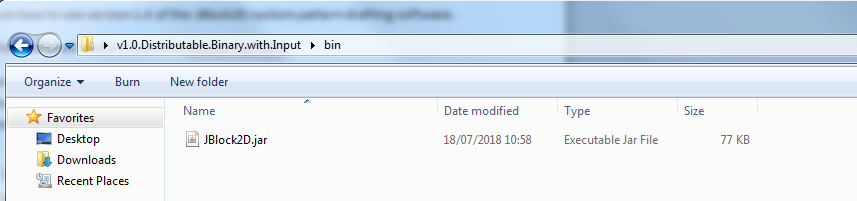 how to use version 1.0 of the JBlock2D custom pattern drafting software.
v1.0.Distributable.Binary.with.Input bin
Organize Burn New folder
Favorites
Desktop
Downloads
Recent Places
Name Date modified Type Size
JBlock2D.jar 18/07/2018 10:58 Executable Jar File 77 KB